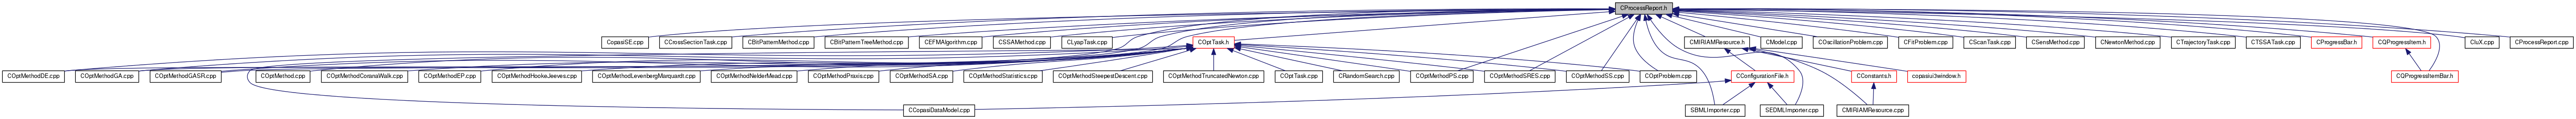 CProcessReport.h
CopasiSE.cpp
CCrossSectionTask.cpp
CBitPatternMethod.cpp
CBitPatternTreeMethod.cpp
CEFMAlgorithm.cpp
CSSAMethod.cpp
CLyapTask.cpp
COptTask.h
CMIRIAMResource.h
CModel.cpp
COscillationProblem.cpp
CFitProblem.cpp
CScanTask.cpp
CSensMethod.cpp
CNewtonMethod.cpp
CTrajectoryTask.cpp
CTSSATask.cpp
CProgressBar.h
CQProgressItem.h
CILIX.cpp
CProcessReport.cpp
COptMethodDE.cpp
COptMethodGA.cpp
COptMethodGASR.cpp
COptMethod.cpp
COptMethodCoranaWalk.cpp
COptMethodEP.cpp
COptMethodHookeJeeves.cpp
COptMethodLevenbergMarquardt.cpp
COptMethodNelderMead.cpp
COptMethodPraxis.cpp
COptMethodSA.cpp
COptMethodStatistics.cpp
COptMethodSteepestDescent.cpp
COptMethodTruncatedNewton.cpp
COptTask.cpp
CRandomSearch.cpp
COptMethodPS.cpp
COptMethodSRES.cpp
COptMethodSS.cpp
COptProblem.cpp
CConfigurationFile.h
CConstants.h
copasiui3window.h
CQProgressItemBar.h
CCopasiDataModel.cpp
SBMLImporter.cpp
SEDMLImporter.cpp
CMIRIAMResource.cpp